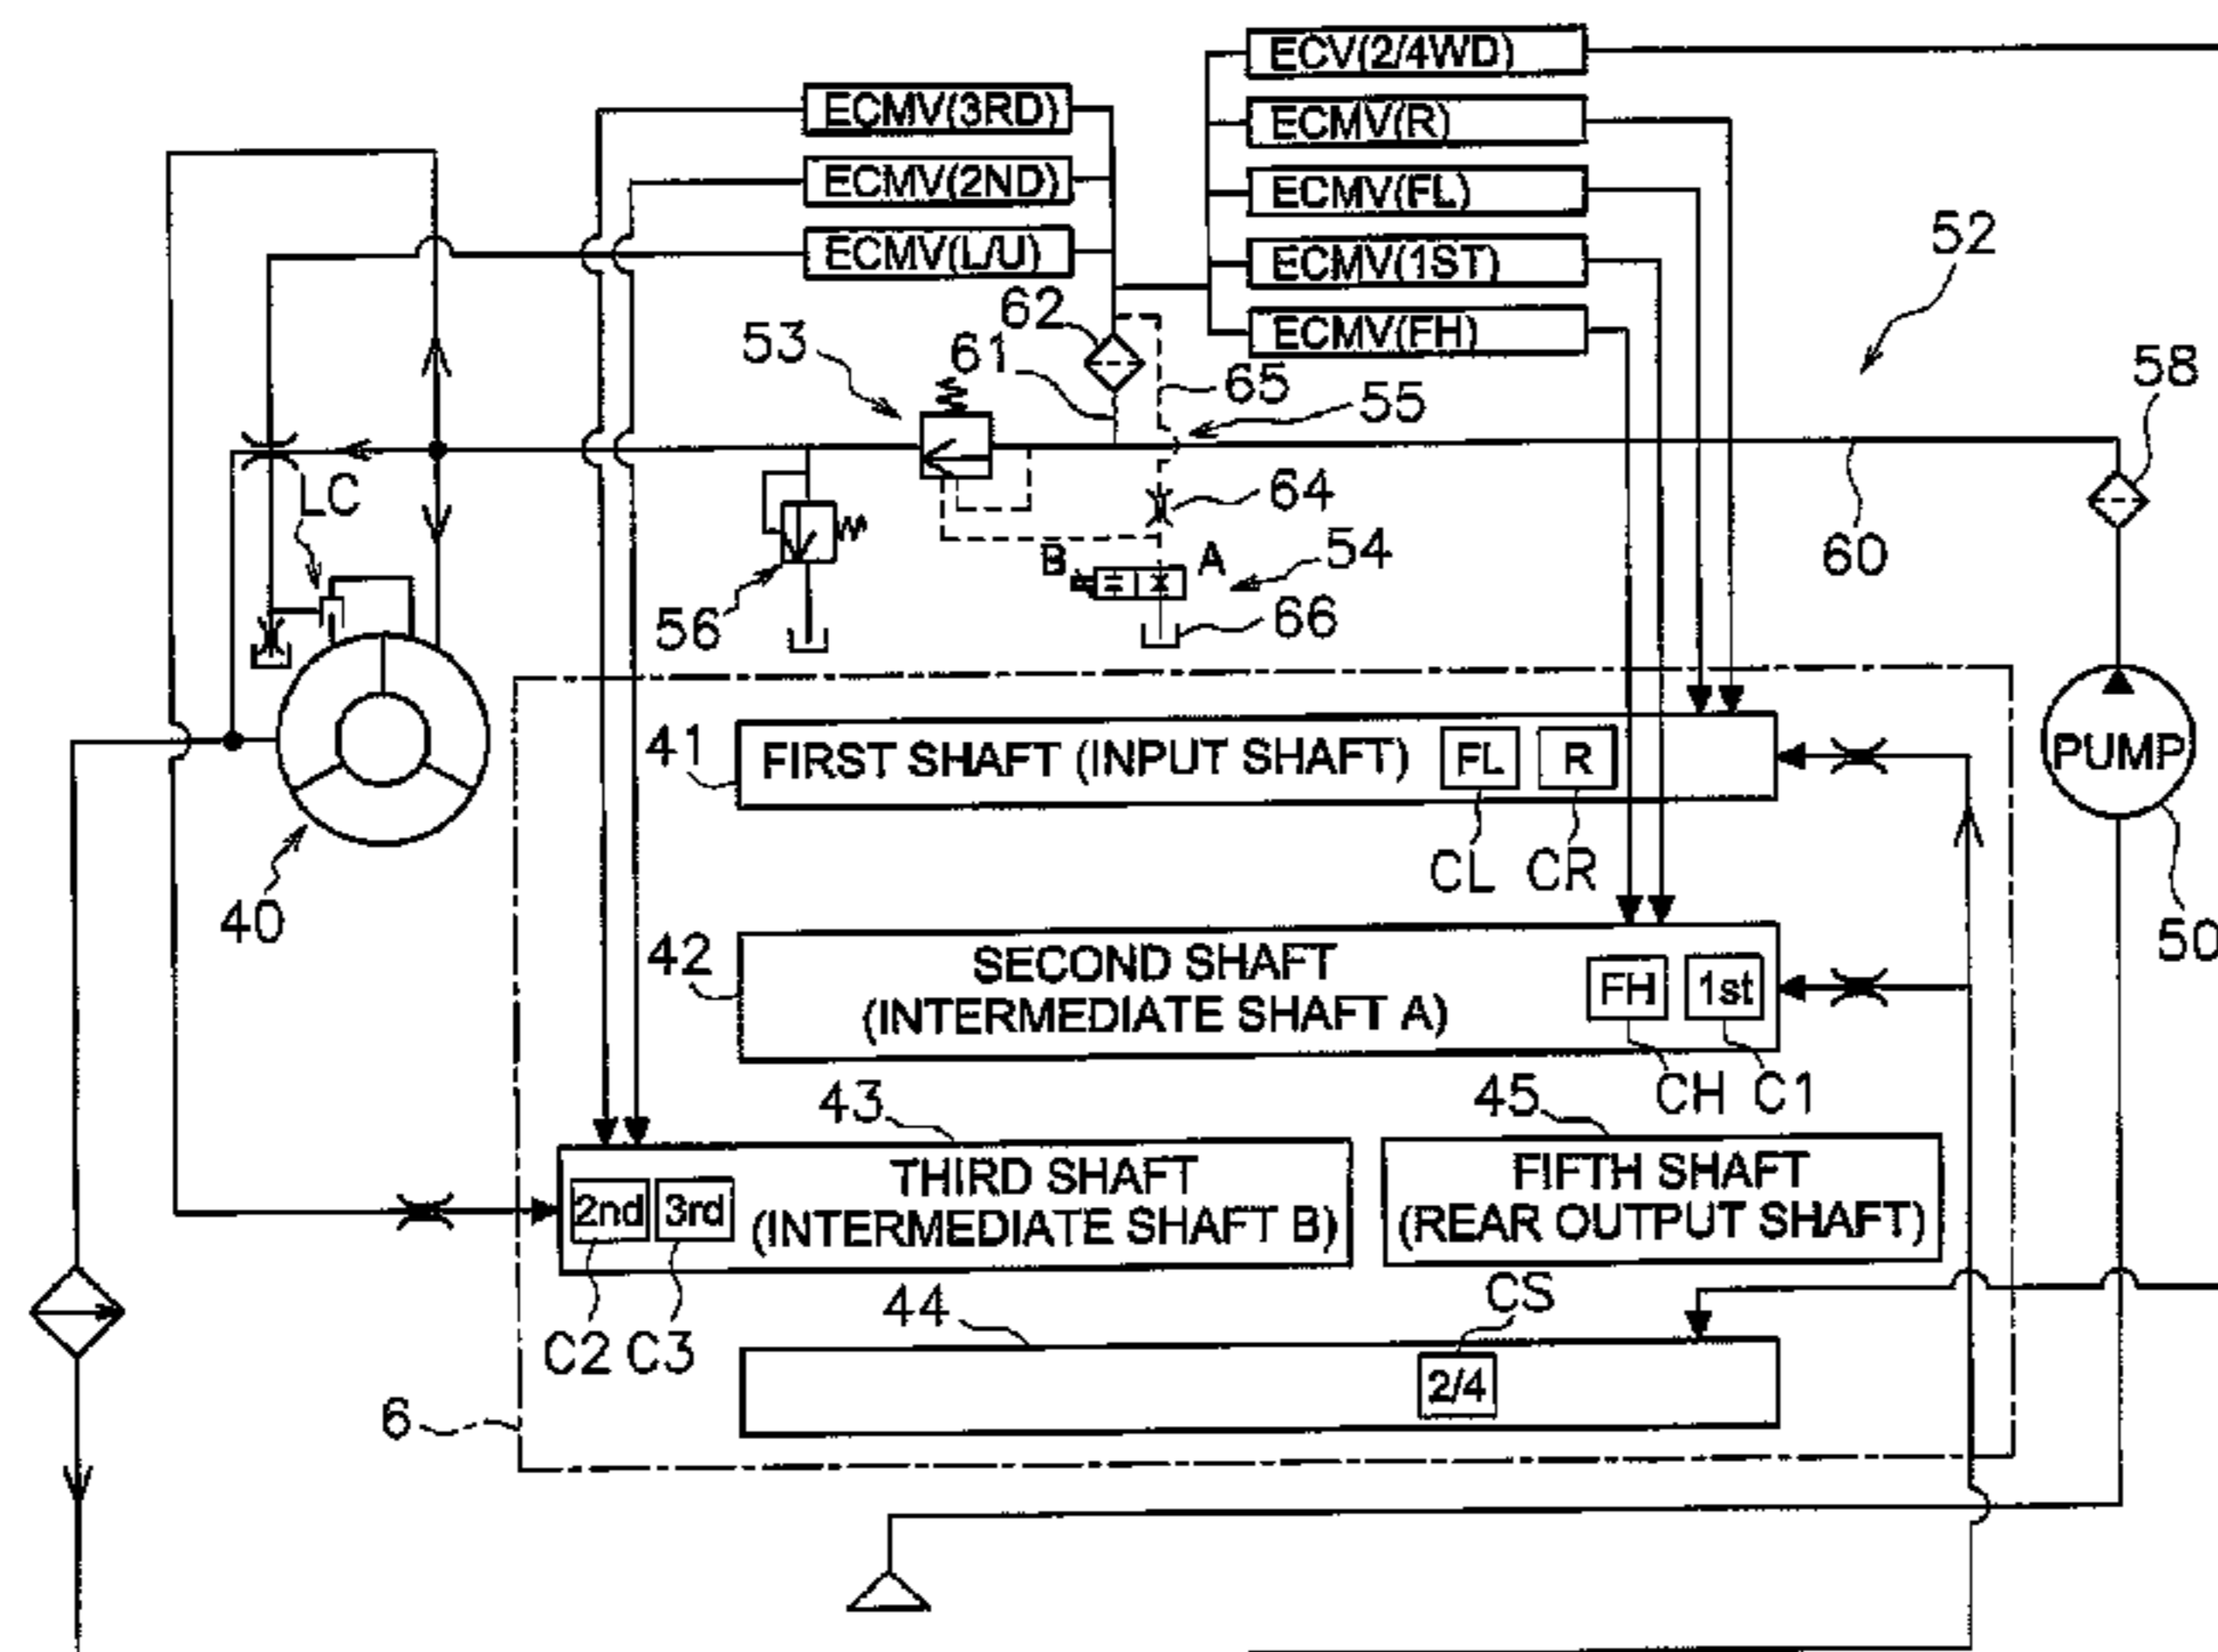 ECV(2/4WD)
ECMV(3RD)
ECMV(R)
ECMV(2ND)
ECMV(FL)
ECMV(L/U)
ECMV(1ST)
52
62
ECMV(FH)
53
61
65
58
55
LC
64
60
B
A
54
56
66
41
FIRST SHAFT (INPUT SHAFT)
FL
R
PUMP
CL
CR
40
50
42
SECOND SHAFT
(INTERMEDIATE SHAFT A)
FH
1st
CH
C1
43
45
2nd
3rd
THIRD SHAFT
(INTERMEDIATE SHAFT B)
FIFTH SHAFT
(REAR OUTPUT SHAFT)
C2
C3
44
CS
2/4
6